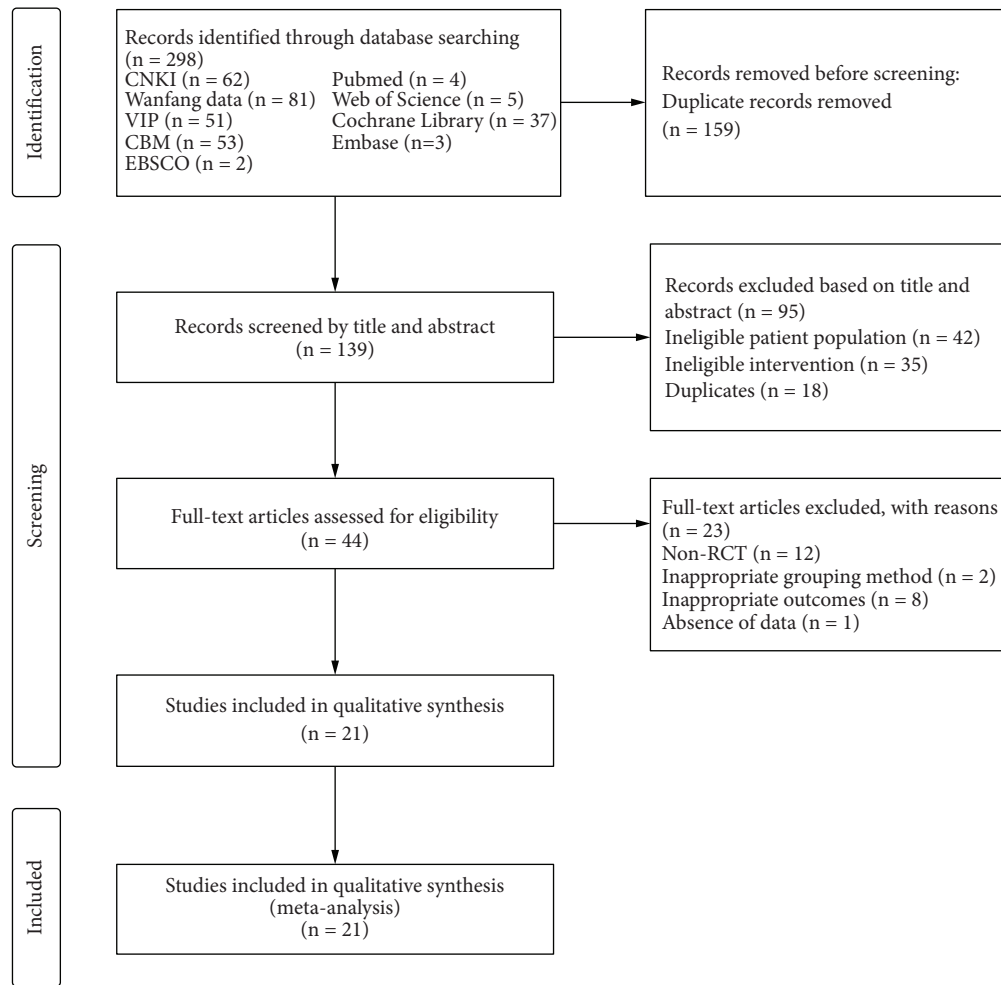 Identification
Records identified through database searching
(n = 298)
CNKI (n = 62)
Wanfang data (n = 81)
VIP (n = 51)
CBM (n = 53)
EBSCO (n = 2)
Pubmed (n = 4)
Web of Science (n = 5)
Cochrane Library (n = 37)
Embase (n=3)
Records removed before screening:
Duplicate records removed
(n = 159)
Screening
Records screened by title and abstract
(n = 139)
Records excluded based on title and
abstract (n = 95)
Ineligible patient population (n = 42)
Ineligible intervention (n = 35)
Duplicates (n = 18)
Full-text articles assessed for eligibility
(n = 44)
Full-text articles excluded, with reasons
(n = 23)
Non-RCT (n = 12)
Inappropriate grouping method (n = 2)
Inappropriate outcomes (n = 8)
Absence of data (n = 1)
Studies included in qualitative synthesis
(n = 21)
Included
Studies included in qualitative synthesis
(meta-analysis)
(n = 21)